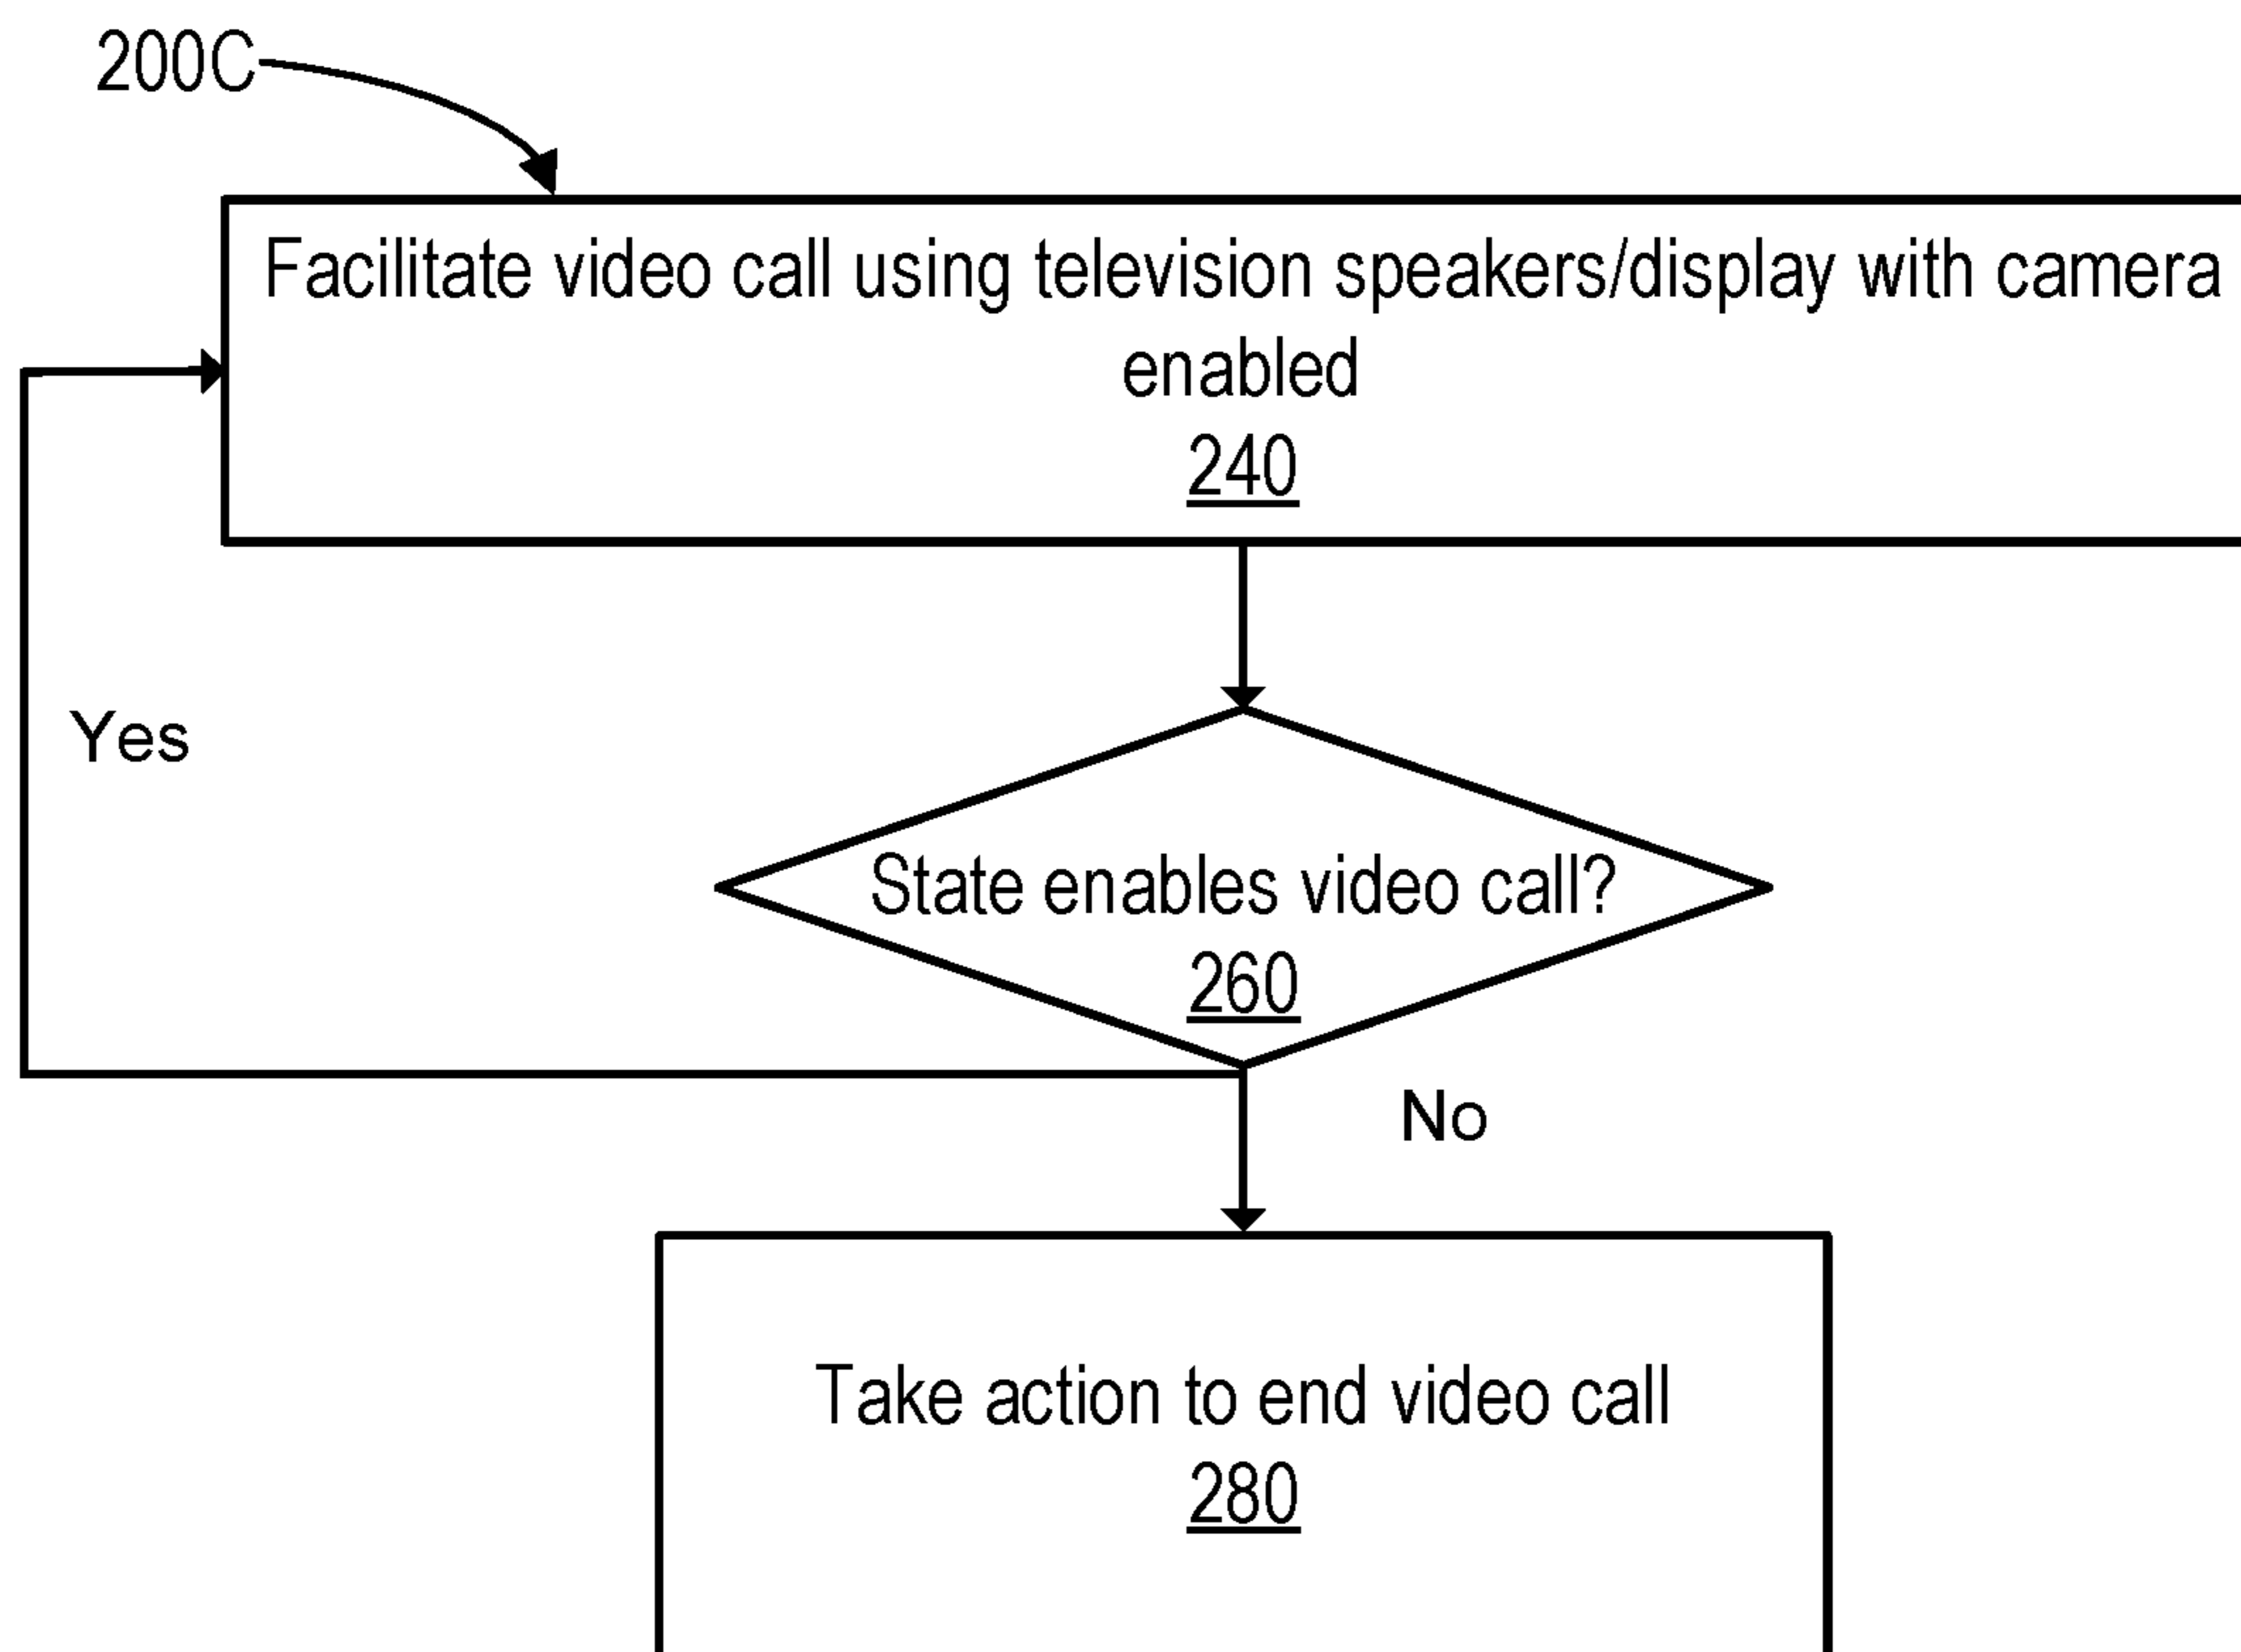 200C
Facilitate video call using television speakers/display with camera
enabled
240
Yes
State enables video call?
260
No
Take action to end video call
280